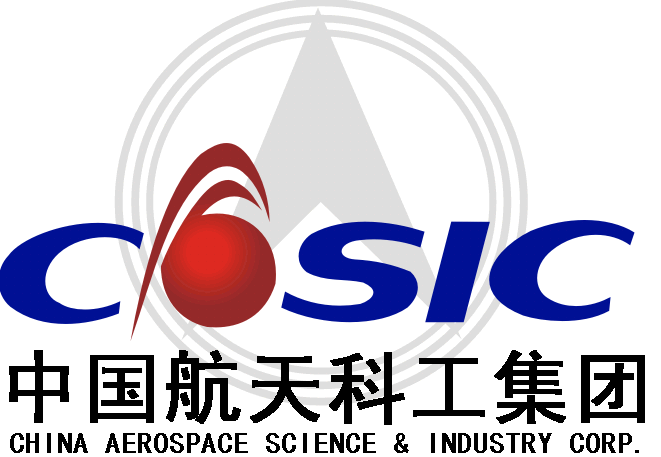 CASIC
中国航天科工集团
CHINA AEROSPACE SCIENCE & INDUSTRY CORP.